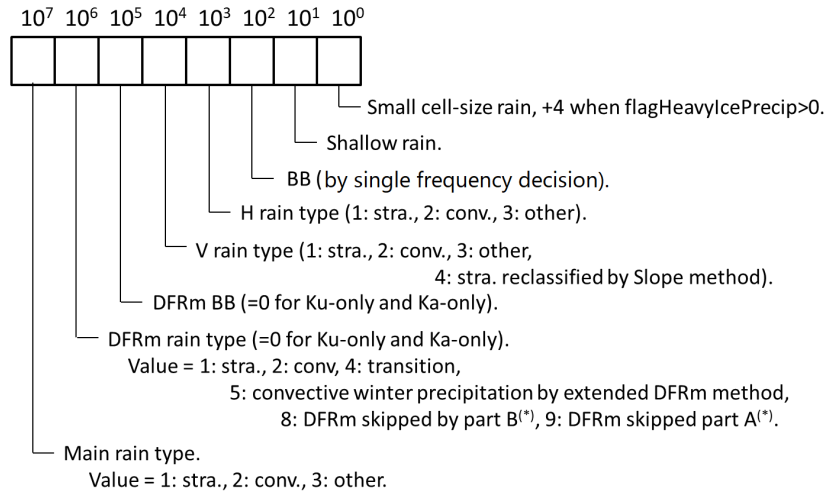 10⁷ 10⁶ 10⁵ 10⁴ 10³ 10² 10¹ 10⁰
Small cell-size rain, +4 when flagHeavyIcePrecip>0.
Shallow rain.
BB (by single frequency decision).
H rain type (1: stra., 2: conv., 3: other).
V rain type (1: stra., 2: conv., 3: other,
4: stra. reclassified by Slope method).
DFRm BB (=0 for Ku-only and Ka-only).
DFRm rain type (=0 for Ku-only and Ka-only).
Value = 1: stra., 2: conv, 4: transition,
5: convective winter precipitation by extended DFRm method,
8: DFRm skipped by part B(*), 9: DFRm skipped part A(*).
Main rain type.
Value = 1: stra., 2: conv., 3: other.